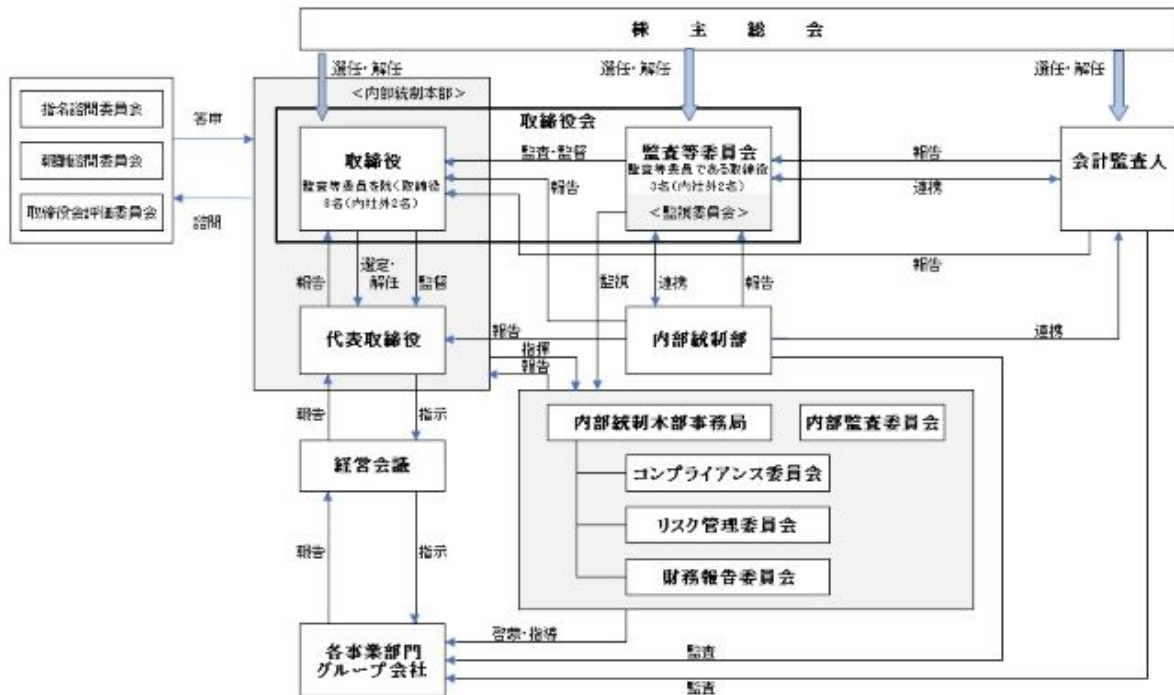 株主総会
選任・解任
選任・解任
選任・解任
＜内部統制本部＞
指名諮問委員会
報酬諮問委員会
取締役会評価委員会
答申
諮問
取締役会
取締役
監査等委員を除く取締役
8名(内社外2名)
監査・監督
報告
監査等委員会
監査等委員である取締役
3名(内社外2名)
＜監視委員会＞
報告
連携
会計監査人
報告
報告
選定・
解任
監督
監視
連携
報告
代表取締役
報告
内部統制部
連携
指揮
報告
報告
指示
内部統制本部事務局
内部監査委員会
経営会議
コンプライアンス委員会
リスク管理委員会
報告
指示
財務報告委員会
各事業部門
グループ会社
・指導
監査
監査